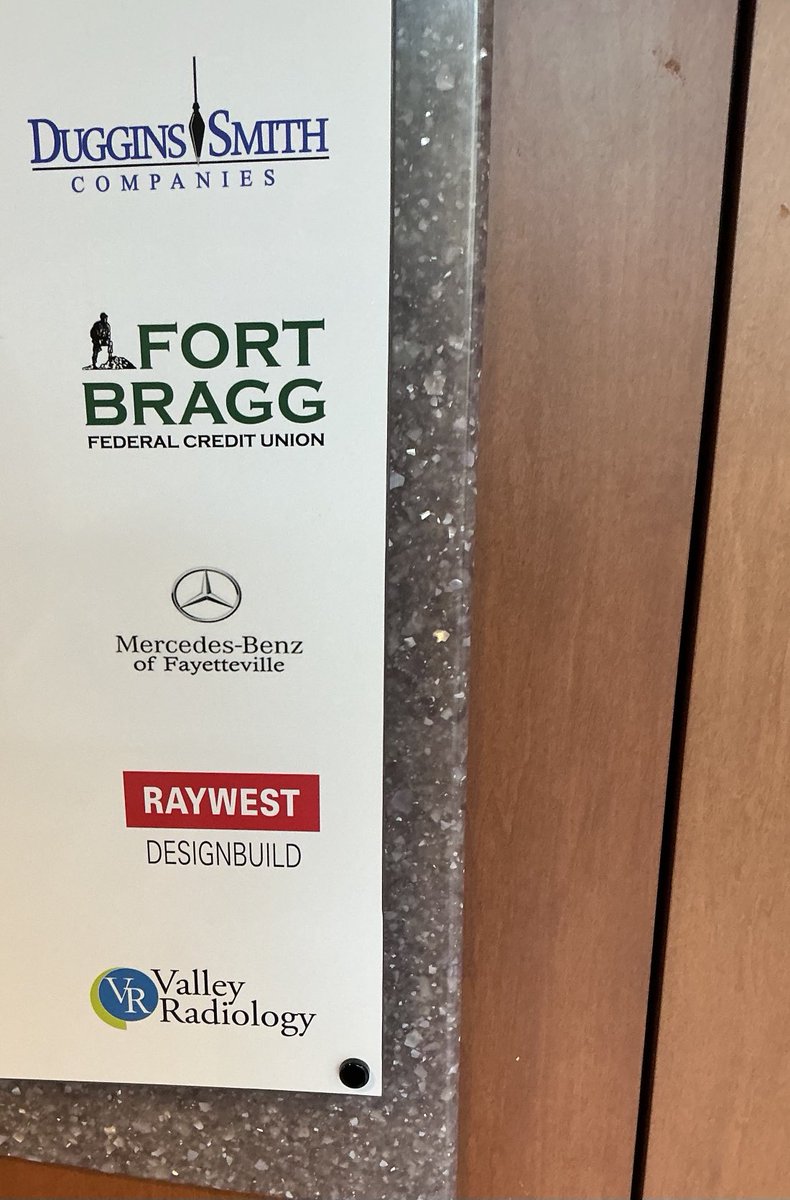 DUGGINS SMITH
COMPANIES
FORT
BRAGG
FEDERAL CREDIT UNION
Mercedes-Benz
of Fayetteville
RAYWEST
DESIGNBUILD
VR Valley
Radiology